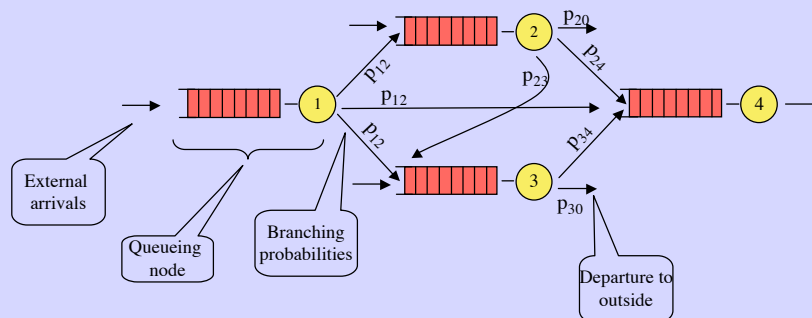 2
p20
p12
p24
p23
1
p12
4
p12
p34
3
p30
External
arrivals
Queueing
node
Branching
probabilities
Departure to
outside